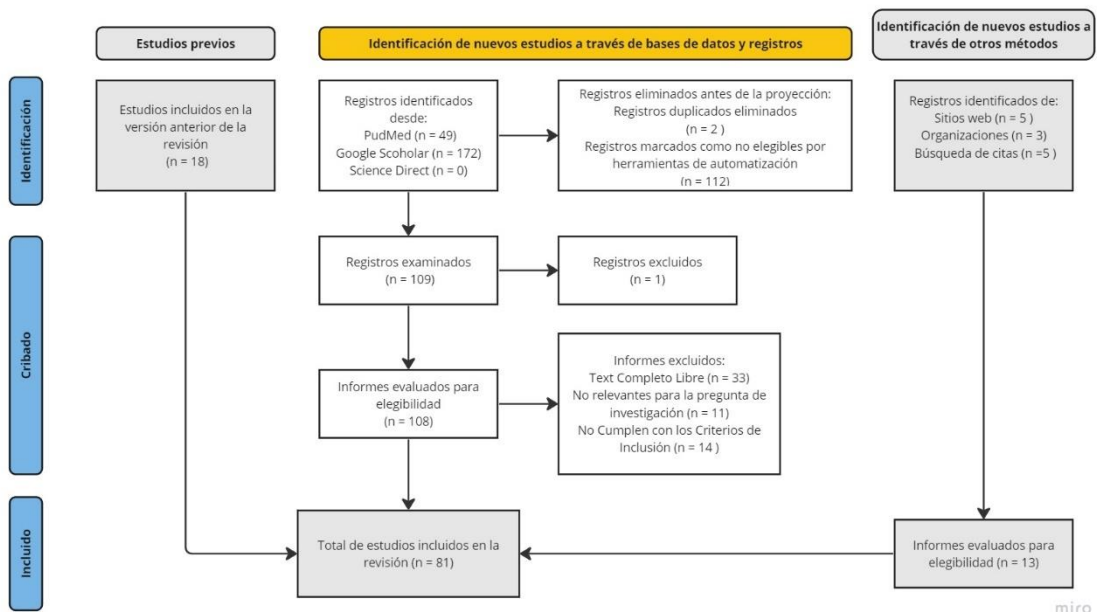 Estudios previos
Identificación de nuevos estudios a través de bases de datos y registros
Identificación de nuevos estudios a
través de otros métodos
Identificación
Estudios incluidos en la
versión anterior de la
revisión
(n = 18)
Registros identificados
desde:
PudMed (n = 49)
Google Scoholar (n = 172)
Science Direct (n = 0)
Registros eliminados antes de la proyección:
Registros duplicados eliminados
(n = 2 )
Registros marcados como no elegibles por
herramientas de automatización
(n = 112)
Registros identificados de:
Sitios web (n = 5 )
Organizaciones (n = 3)
Búsqueda de citas (n =5 )
Cribado
Registros examinados
(n = 109)
Registros excluidos
(n = 1)
Informes evaluados para
elegibilidad
(n = 108)
Informes excluidos:
Text Completo Libre (n = 33)
No relevantes para la pregunta de
investigación (n = 11)
No Cumplen con los Criterios de
Inclusión (n = 14 )
Incluido
Total de estudios incluidos en la
revisión (n = 81)
Informes evaluados para
elegibilidad (n = 13)
miro